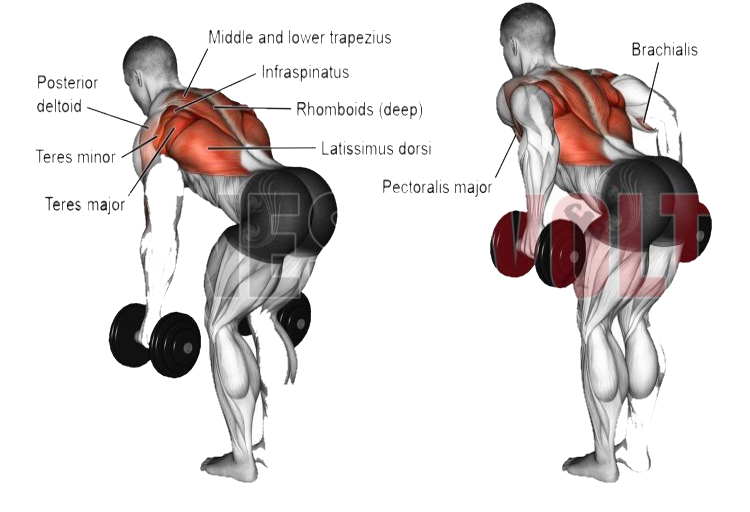 Middle and lower trapezius
Infraspinatus
Posterior
deltoid
Rhomboids (deep)
Teres minor
Latissimus dorsi
Teres major
Brachialis
Pectoralis major